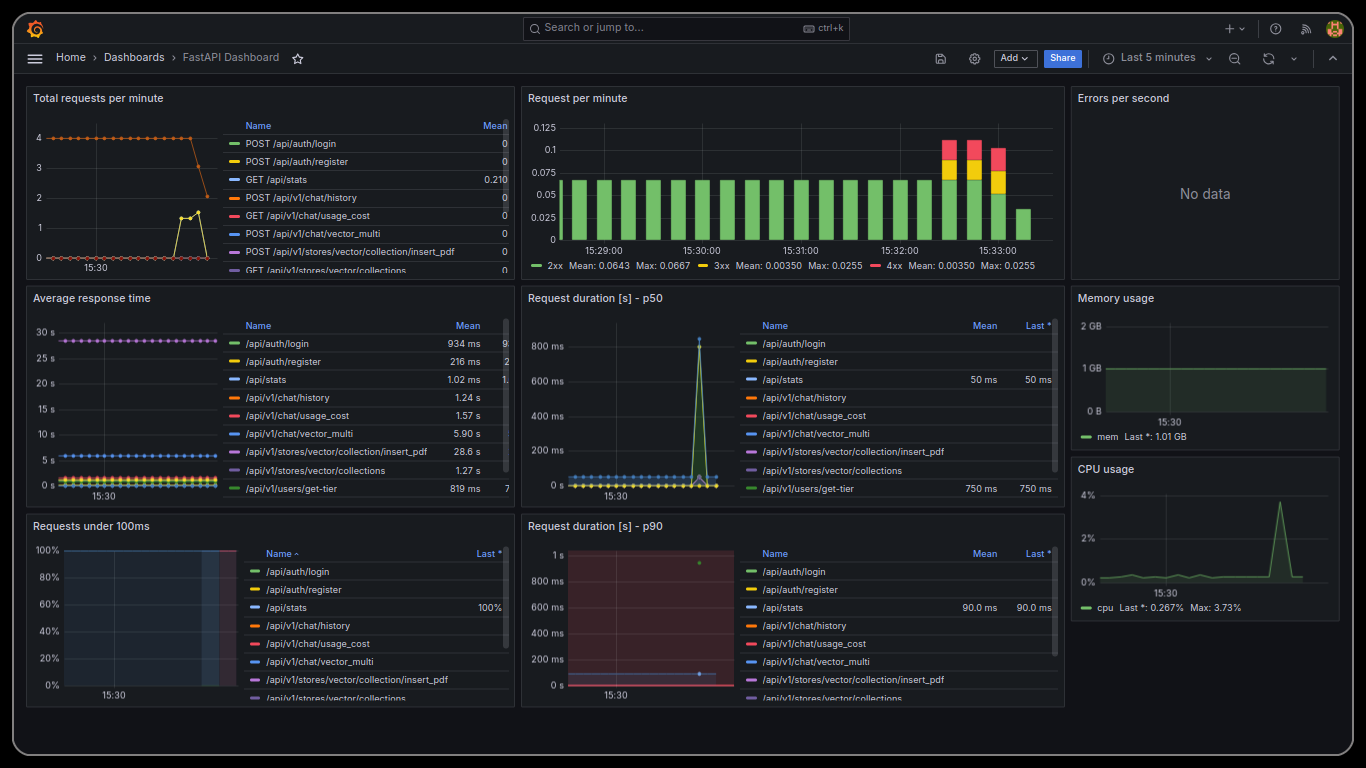 Search or jump to... ctrl+k
Home › Dashboards › FastAPI Dashboard
Add
Share
Last 5 minutes
Total requests per minute
4
3
2
1
0
15:30
Name Mean
POST /api/auth/login 0
POST /api/auth/register 0
GET /api/stats 0.210
POST /api/v1/chat/history 0
GET /api/v1/chat/usage_cost 0
POST /api/v1/chat/vector_multi 0
POST /api/v1/stores/vector/collection/insert_pdf 0
GET /api/v1/stores/vector/collections 0
Request per minute
0.125
0.1
0.075
0.05
0.025
0
15:29:00 15:30:00 15:31:00 15:32:00 15:33:00
2xx Mean: 0.0643 Max: 0.0667 3xx Mean: 0.00350 Max: 0.0255 4xx Mean: 0.00350 Max: 0.0255
Errors per second
No data
Average response time
30 s
25 s
20 s
15 s
10 s
5 s
0 s
15:30
Name Mean
/api/auth/login 934 ms
/api/auth/register 216 ms
/api/stats 1.02 ms
/api/v1/chat/history 1.24 s
/api/v1/chat/usage_cost 1.57 s
/api/v1/chat/vector_multi 5.90 s
/api/v1/stores/vector/collection/insert_pdf 28.6 s
/api/v1/stores/vector/collections 1.27 s
/api/v1/users/get-tier 819 ms
Request duration [s] - p50
800 ms
600 ms
400 ms
200 ms
0 s
15:30
Name Mean Last *
/api/auth/login
/api/auth/register
/api/stats 50 ms 50 ms
/api/v1/chat/history
/api/v1/chat/usage_cost
/api/v1/chat/vector_multi
/api/v1/stores/vector/collection/insert_pdf
/api/v1/stores/vector/collections
/api/v1/users/get-tier 750 ms 750 ms
Memory usage
2 GB
1 GB
0 B
15:30
mem Last *: 1.01 GB
CPU usage
4%
2%
0%
15:30
cpu Last *: 0.267% Max: 3.73%
Requests under 100ms
100%
80%
60%
40%
20%
0%
15:30
Name Last *
/api/auth/login
/api/auth/register
/api/stats 100%
/api/v1/chat/history
/api/v1/chat/usage_cost
/api/v1/chat/vector_multi
/api/v1/stores/vector/collection/insert_pdf
/api/v1/stores/vector/collections
Request duration [s] - p90
1 s
800 ms
600 ms
400 ms
200 ms
0 s
15:30
Name Mean Last *
/api/auth/login
/api/auth/register
/api/stats 90.0 ms 90.0 ms
/api/v1/chat/history
/api/v1/chat/usage_cost
/api/v1/chat/vector_multi
/api/v1/stores/vector/collection/insert_pdf
/api/v1/stores/vector/collections